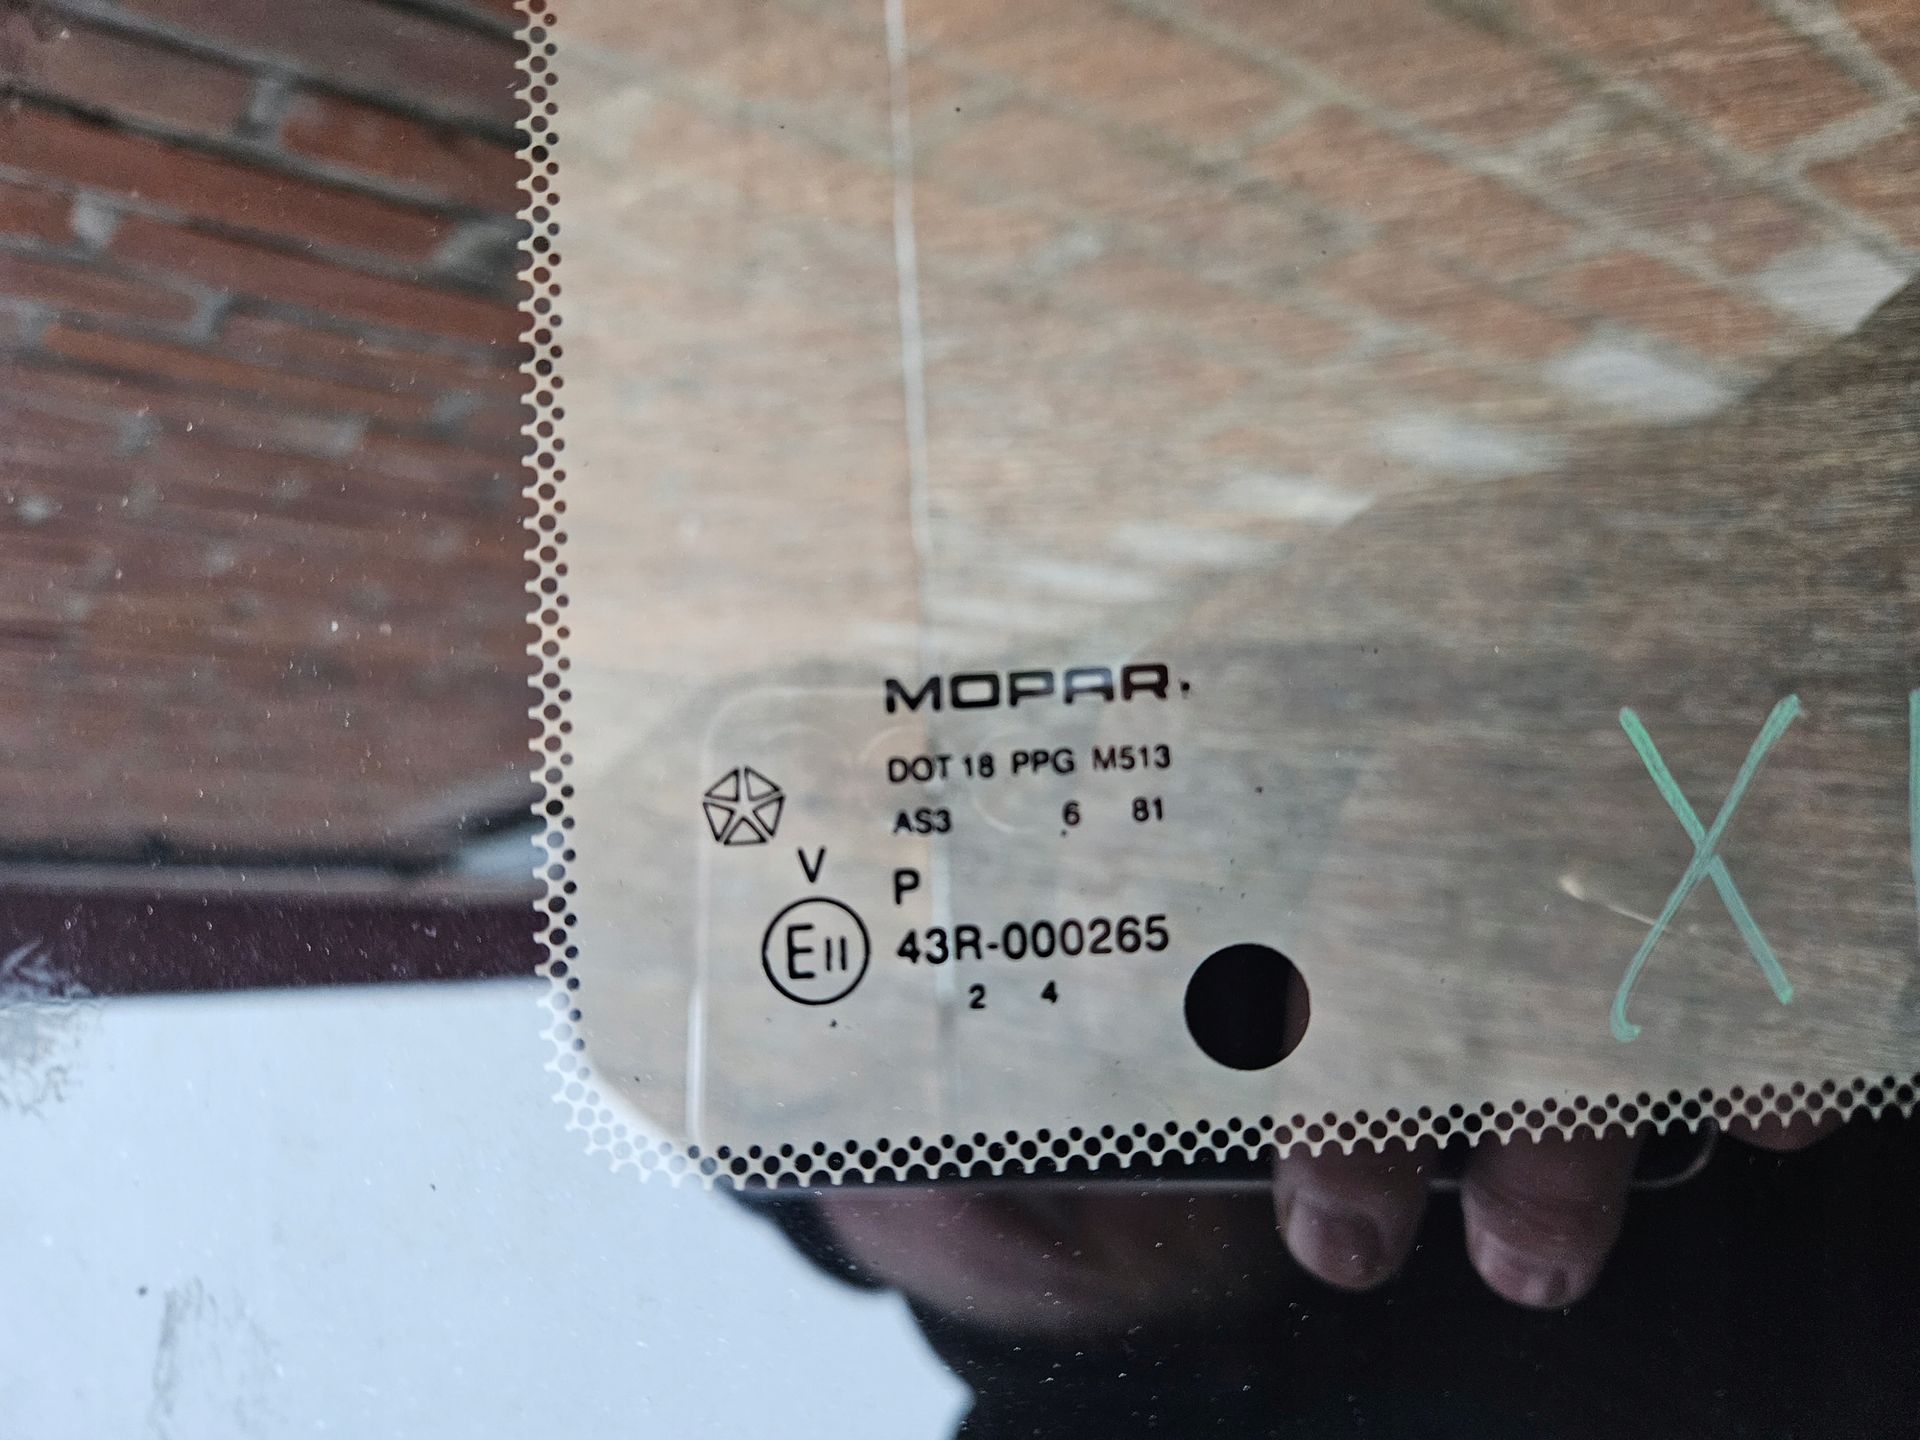 MOPAR.
DOT 18 PPG M513
AS3 6 81
V P
E11 43R-000265
2 4
X